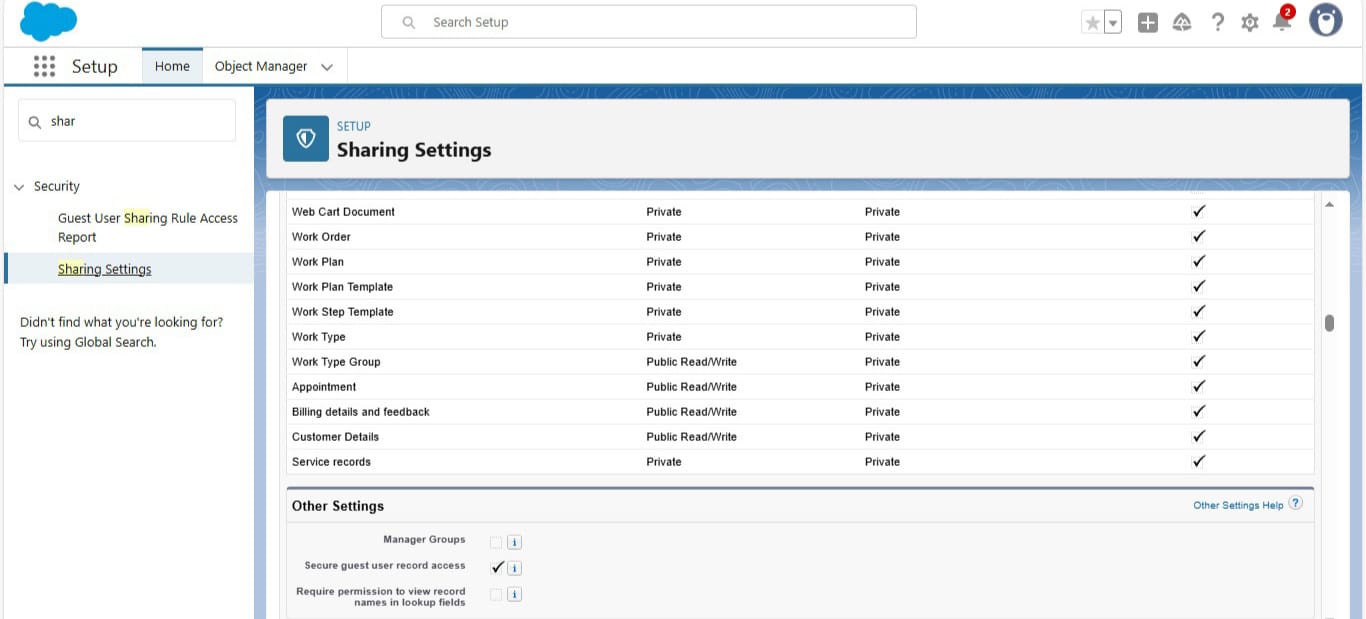 Search Setup
2
Setup
Home
Object Manager
shar
Security
Guest User Sharing Rule Access
Report
Sharing Settings
Didn't find what you're looking for?
Try using Global Search.
SETUP
Sharing Settings
Web Cart Document Private Private
Work Order Private Private
Work Plan Private Private
Work Plan Template Private Private
Work Step Template Private Private
Work Type Private Private
Work Type Group Public Read/Write Private
Appointment Public Read/Write Private
Billing details and feedback Public Read/Write Private
Customer Details Public Read/Write Private
Service records Private Private
Other Settings
Other Settings Help ?
Manager Groups i
Secure guest user record access i
Require permission to view record i
names in lookup fields